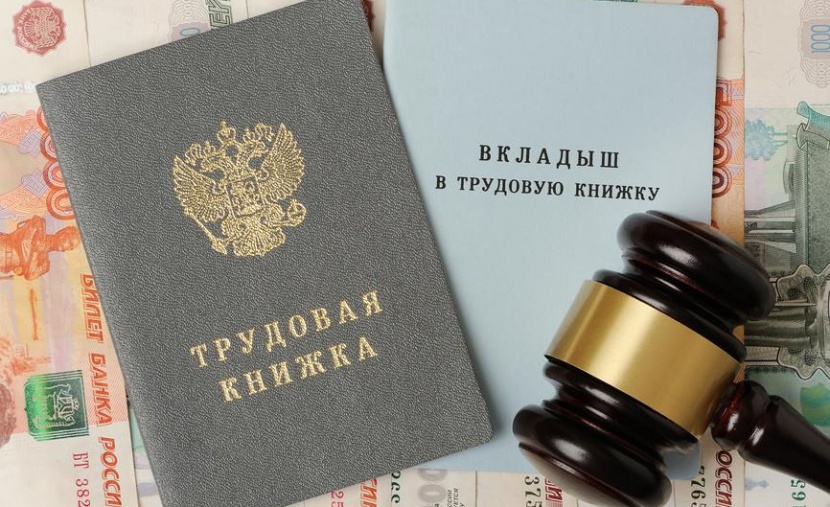 ТРУДОВАЯ
КНИЖКА
ВКЛАДЫШ
В ТРУДОВУЮ КНИЖКУ
БИЛЕТ БАНКА РОССИИ